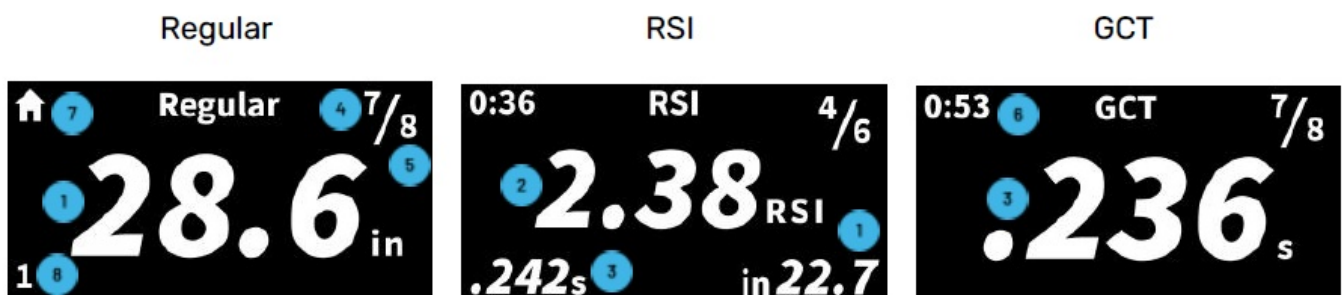 Regular
RSI
GCT
7 Regular 4 7/8
5
1 28.6 in
1 8
0:36 RSI 4/6
2 2.38 RSI
1
.242s 3 in 22.7
0:53 6 GCT 7/8
3 .236 s